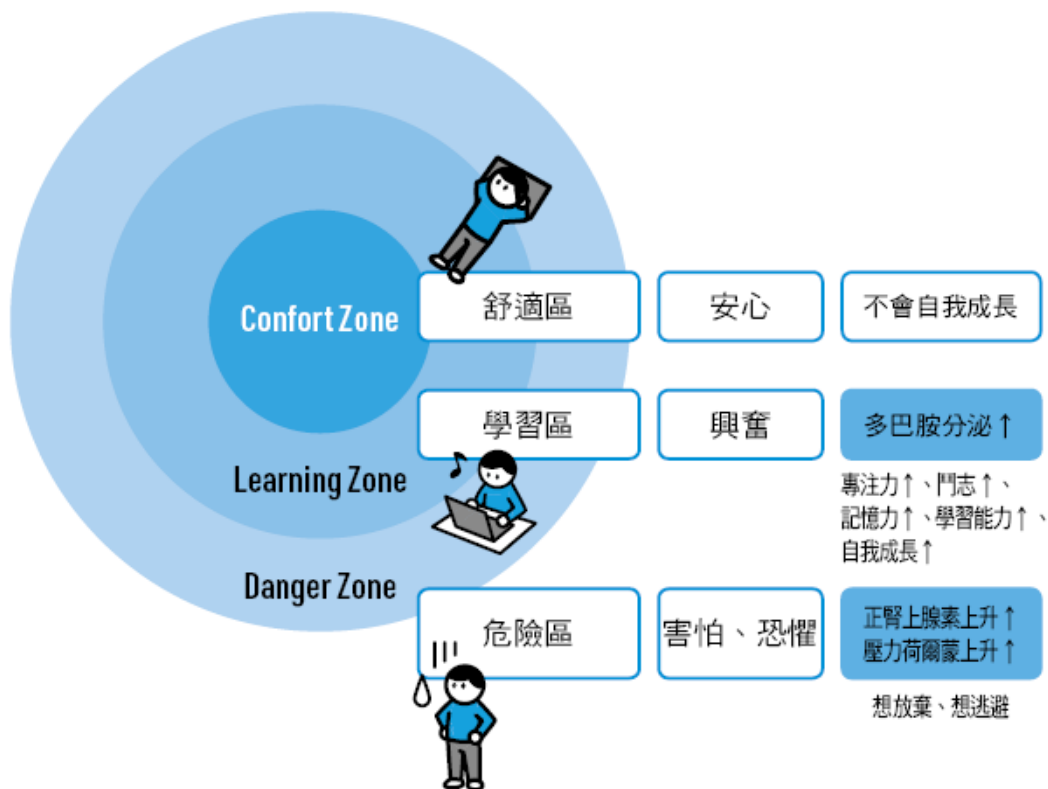 Confort Zone
舒適區
安心
不會自我成長
Learning Zone
學習區
興奮
多巴胺分泌↑
專注力↑、鬥志↑、
記憶力↑、學習能力↑、
自我成長↑
Danger Zone
危險區
害怕、恐懼
正腎上腺素上升↑
壓力荷爾蒙上升↑
想放棄、想逃避